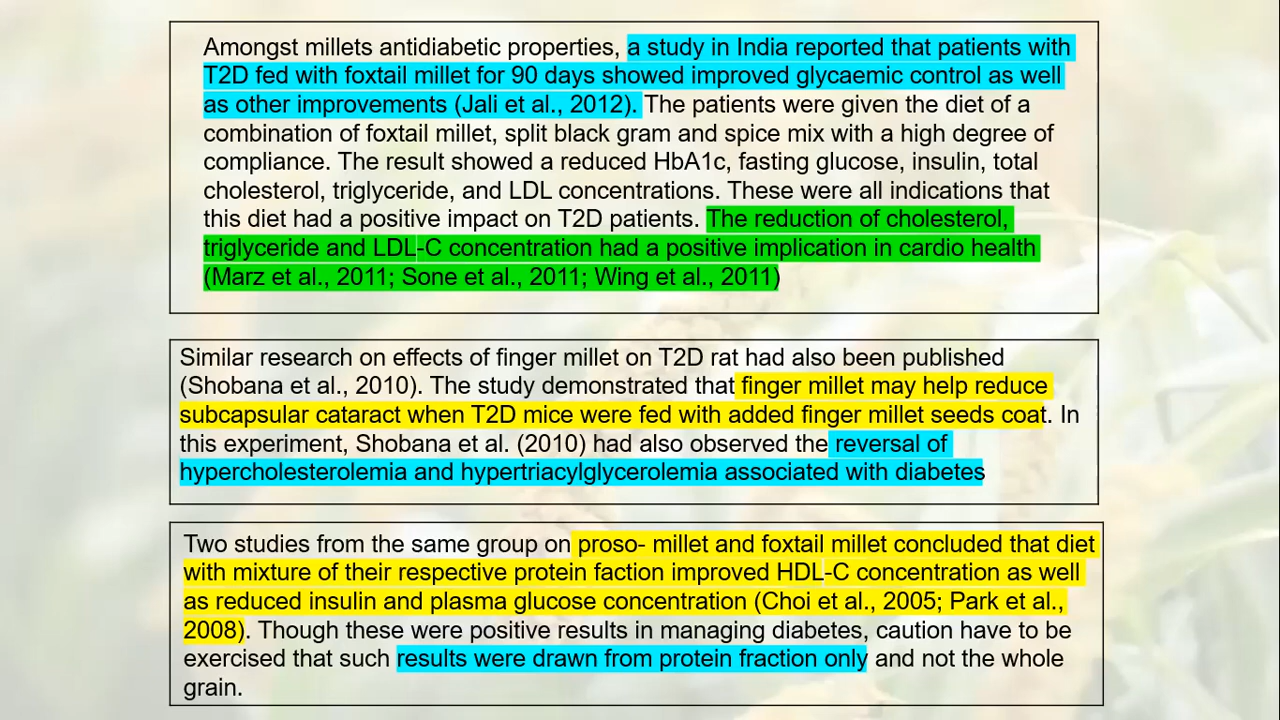 Amongst millets antidiabetic properties, a study in India reported that patients with
T2D fed with foxtail millet for 90 days showed improved glycaemic control as well
as other improvements (Jali et al., 2012). The patients were given the diet of a
combination of foxtail millet, split black gram and spice mix with a high degree of
compliance. The result showed a reduced HbA1c, fasting glucose, insulin, total
cholesterol, triglyceride, and LDL concentrations. These were all indications that
this diet had a positive impact on T2D patients. The reduction of cholesterol,
triglyceride and LDL-C concentration had a positive implication in cardio health
(Marz et al., 2011; Sone et al., 2011; Wing et al., 2011)
Similar research on effects of finger millet on T2D rat had also been published
(Shobana et al., 2010). The study demonstrated that finger millet may help reduce
subcapsular cataract when T2D mice were fed with added finger millet seeds coat. In
this experiment, Shobana et al. (2010) had also observed the reversal of
hypercholesterolemia and hypertriacylglycerolemia associated with diabetes
Two studies from the same group on proso- millet and foxtail millet concluded that diet
with mixture of their respective protein faction improved HDL-C concentration as well
as reduced insulin and plasma glucose concentration (Choi et al., 2005; Park et al.,
2008). Though these were positive results in managing diabetes, caution have to be
exercised that such results were drawn from protein fraction only and not the whole
grain.